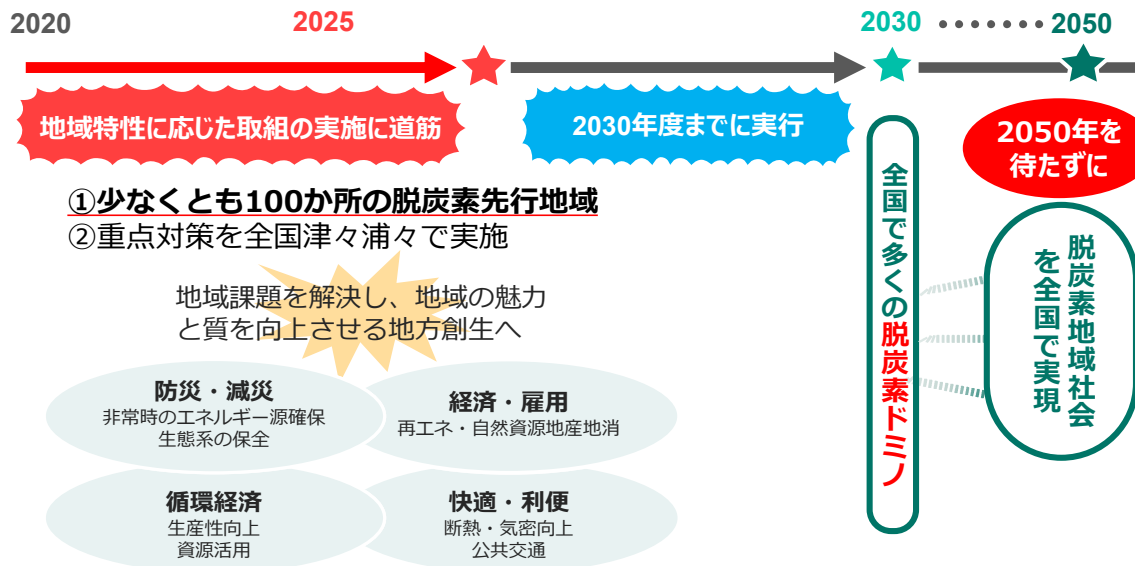 2020
2025
2030
2050
地域特性に応じた取組の実施に道筋
2030年度までに実行
2050年を
待たずに
①少なくとも100か所の脱炭素先行地域
②重点対策を全国津々浦々で実施
地域課題を解決し、地域の魅力
と質を向上させる地方創生へ
防災・減災
非常時のエネルギー源確保
生態系の保全
経済・雇用
再エネ・自然資源地産地消
循環経済
生産性向上
資源活用
快適・利便
断熱・気密向上
公共交通
全国で多くの脱炭素ドミノ
脱炭素地域社会
を全国で実現